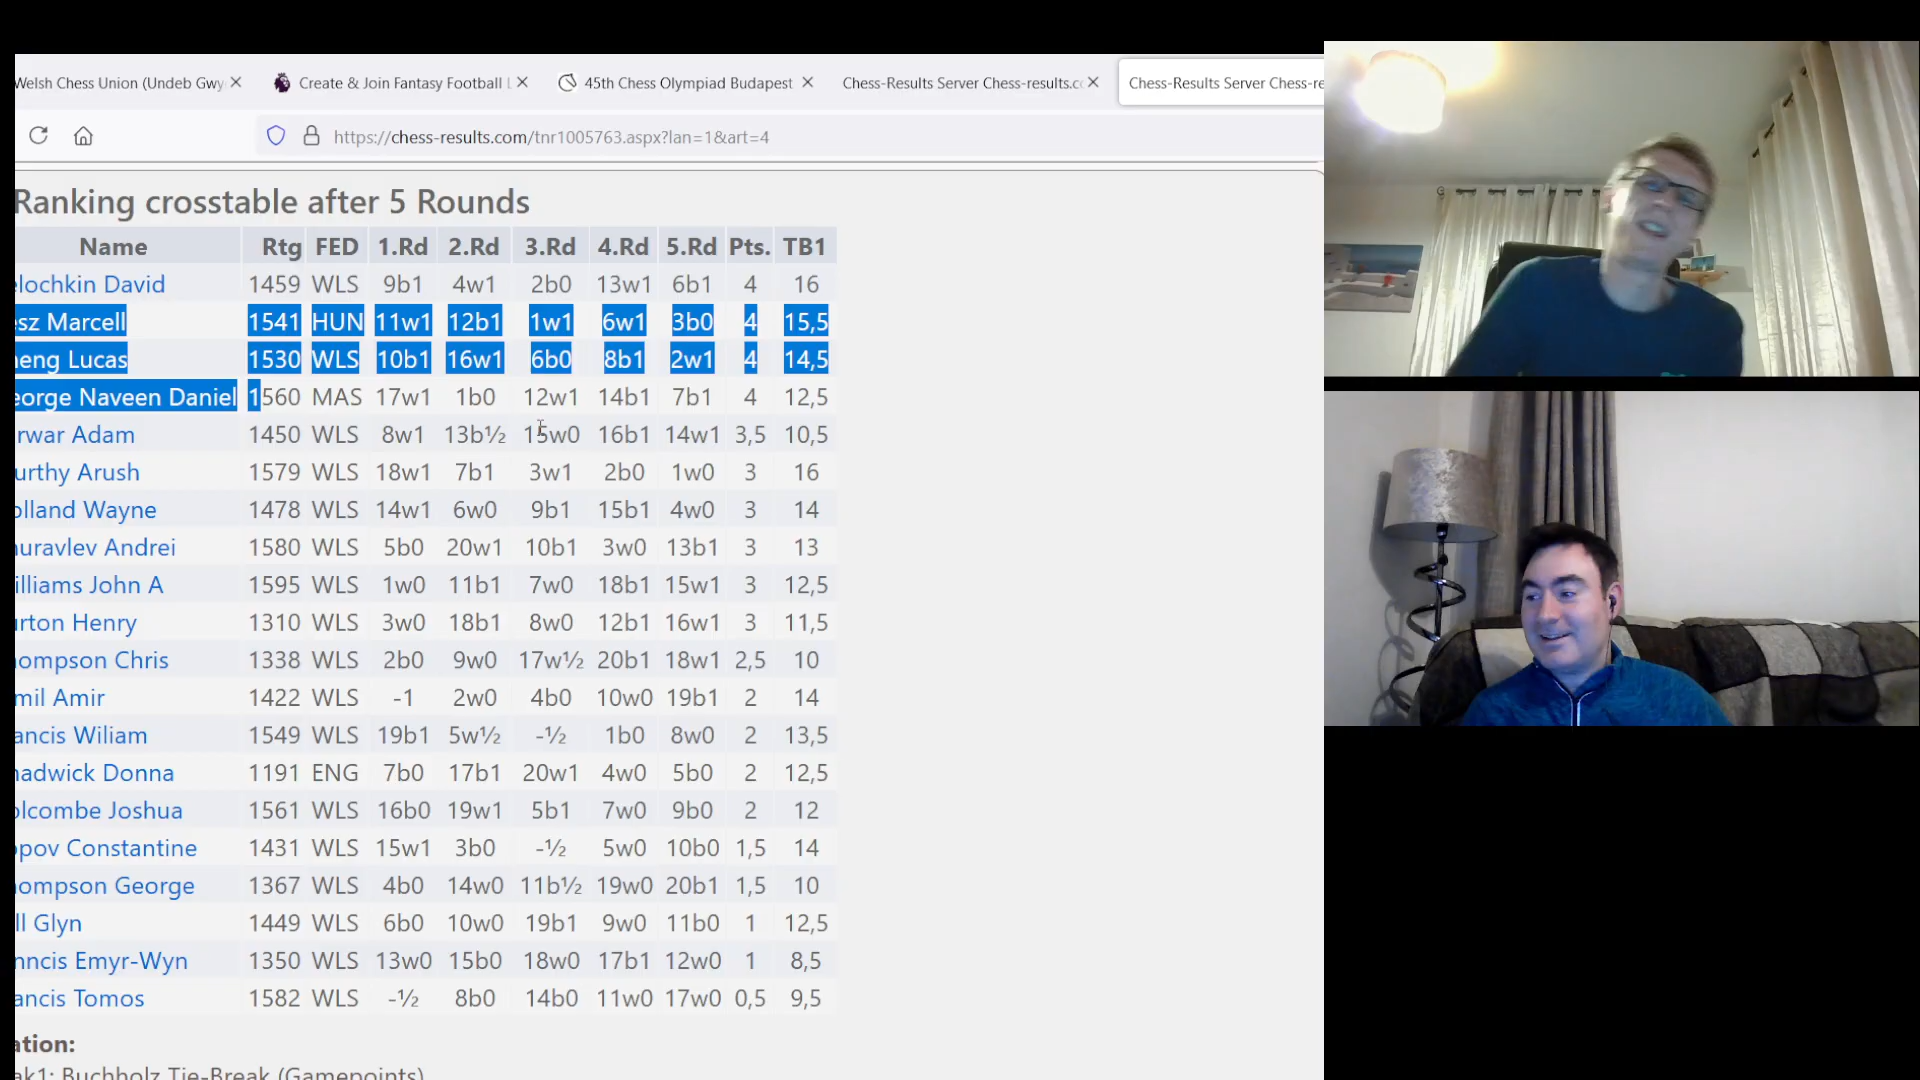 Welsh Chess Union (Undeb Gwy
Create & Join Fantasy Football
45th Chess Olympiad Budapest
Chess-Results Server Chess-results.c
Chess-Results Server Chess-re
https://chess-results.com/tnr1005763.aspx?lan=1&art=4
Ranking crosstable after 5 Rounds
Name Rtg FED 1.Rd 2.Rd 3.Rd 4.Rd 5.Rd Pts. TB1
elochkin David 1459 WLS 9b1 4w1 2b0 13w1 6b1 4 16
esz Marcell 1541 HUN 11w1 12b1 1w1 6w1 3b0 4 15,5
heng Lucas 1530 WLS 10b1 16w1 6b0 8b1 2w1 4 14,5
eorge Naveen Daniel 1560 MAS 17w1 1b0 12w1 14b1 7b1 4 12,5
rwar Adam 1450 WLS 8w1 13b½ 15w0 16b1 14w1 3,5 10,5
urthy Arush 1579 WLS 18w1 7b1 3w1 2b0 1w0 3 16
olland Wayne 1478 WLS 14w1 6w0 9b1 15b1 4w0 3 14
huravlev Andrei 1580 WLS 5b0 20w1 10b1 3w0 13b1 3 13
illiams John A 1595 WLS 1w0 11b1 7w0 18b1 15w1 3 12,5
urton Henry 1310 WLS 3w0 18b1 8w0 12b1 16w1 3 11,5
hompson Chris 1338 WLS 2b0 9w0 17w½ 20b1 18w1 2,5 10
mil Amir 1422 WLS -1 2w0 4b0 10w0 19b1 2 14
ancis Wiliam 1549 WLS 19b1 5w½ -½ 1b0 8w0 2 13,5
hadwick Donna 1191 ENG 7b0 17b1 20w1 4w0 5b0 2 12,5
olcombe Joshua 1561 WLS 16b0 19w1 5b1 7w0 9b0 2 12
opov Constantine 1431 WLS 15w1 3b0 -½ 5w0 10b0 1,5 14
hompson George 1367 WLS 4b0 14w0 11b½ 19w0 20b1 1,5 10
ll Glyn 1449 WLS 6b0 10w0 19b1 9w0 11b0 1 12,5
anncis Emyr-Wyn 1350 WLS 13w0 15b0 18w0 17b1 12w0 1 8,5
ancis Tomos 1582 WLS -½ 8b0 14b0 11w0 17w0 0,5 9,5
ation:
ak1: Buchholz Tie-Break (Gamepoints)